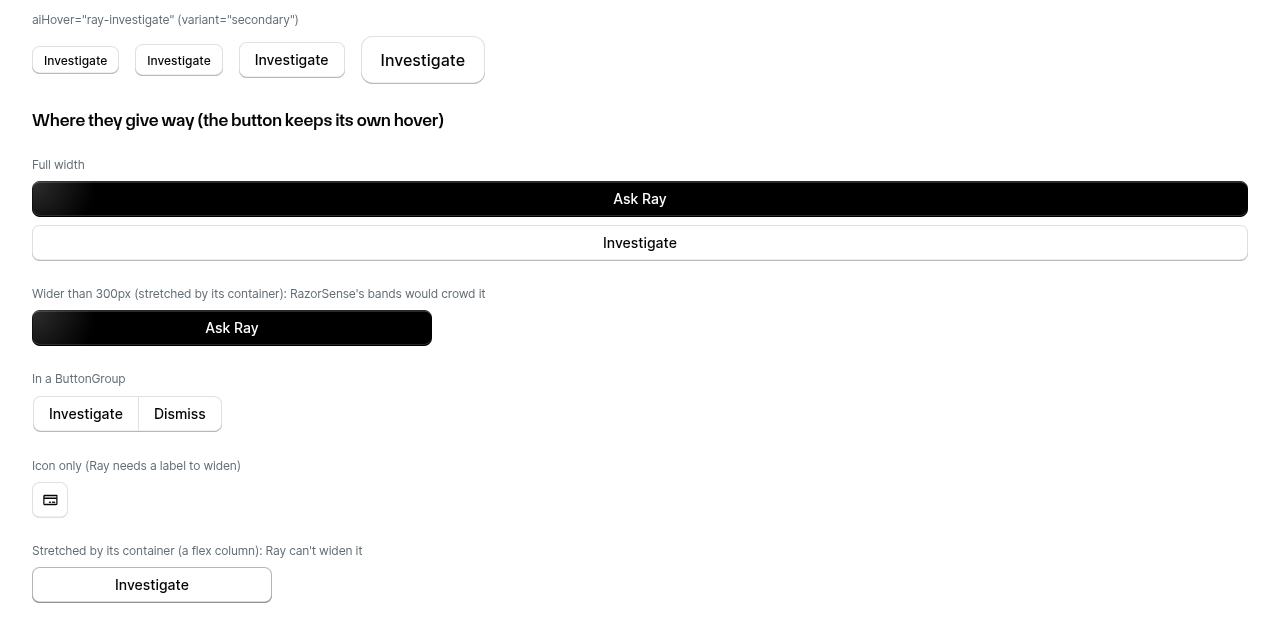 aiHover="ray-investigate" (variant="secondary")
Investigate Investigate Investigate Investigate
Where they give way (the button keeps its own hover)
Full width
Ask Ray
Investigate
Wider than 300px (stretched by its container): RazorSense's bands would crowd it
Ask Ray
In a ButtonGroup
Investigate Dismiss
Icon only (Ray needs a label to widen)
Stretched by its container (a flex column): Ray can't widen it
Investigate